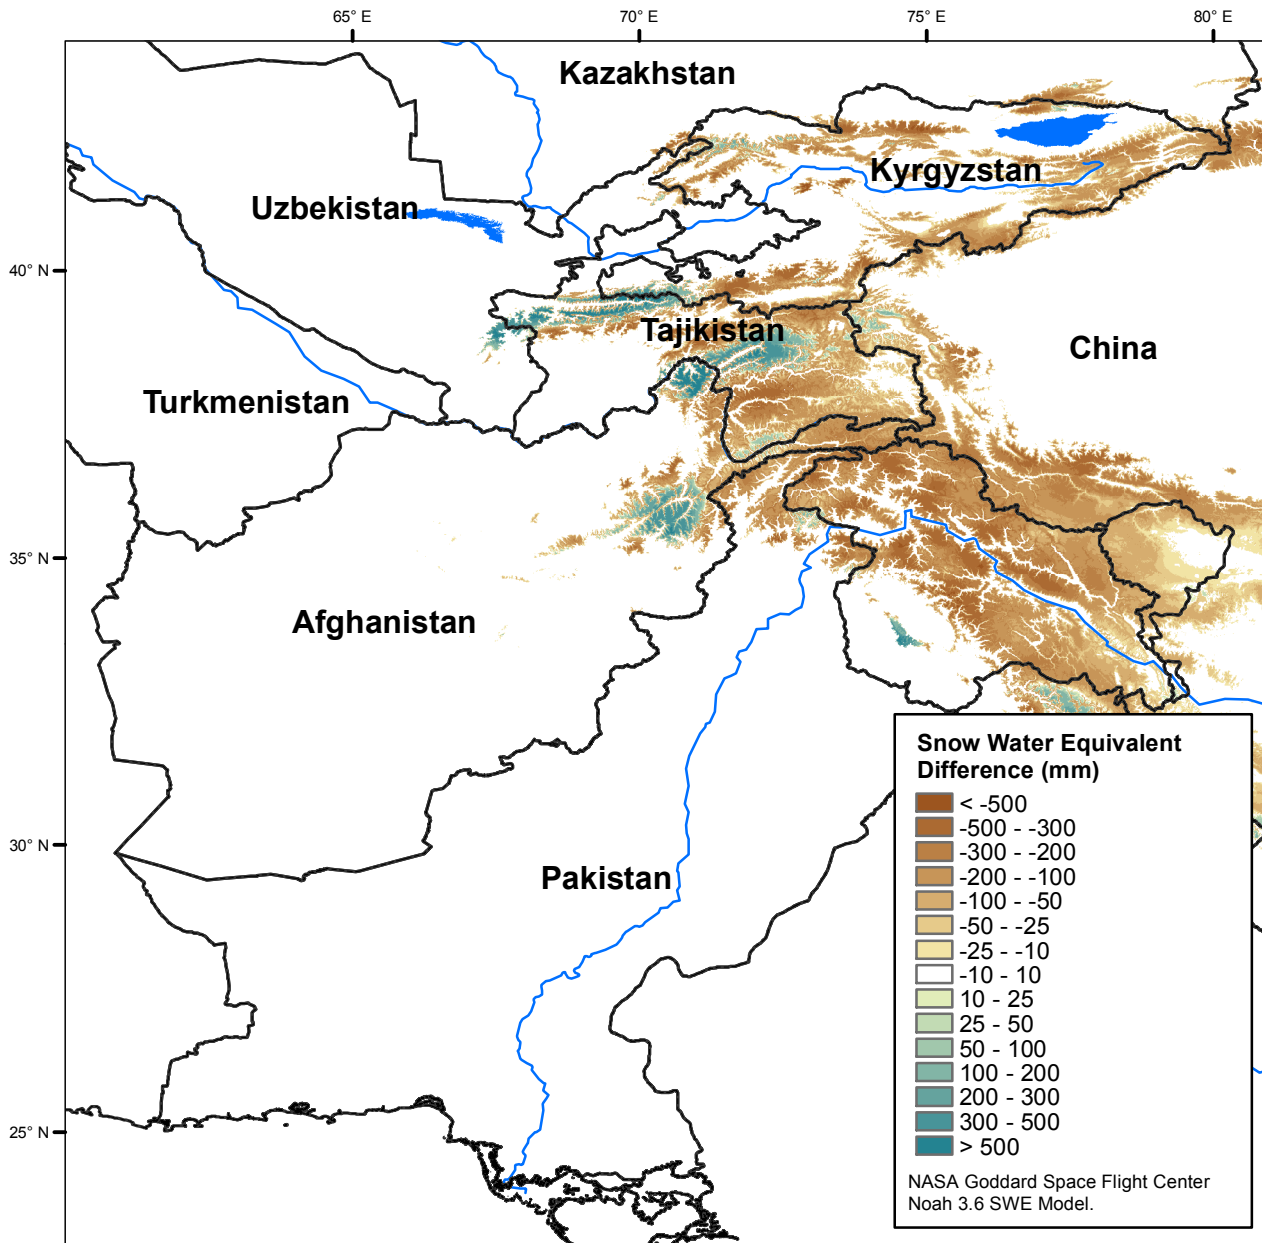 65° E
70° E
75° E
80° E
Kazakhstan
Kyrgyzstan
Uzbekistan
40° N
Tajikistan
China
Turkmenistan
35° N
Afghanistan
Snow Water Equivalent
Difference (mm)
< -500
-500 - -300
-300 - -200
-200 - -100
-100 - -50
-50 - -25
-25 - -10
-10 - 10
10 - 25
25 - 50
50 - 100
100 - 200
200 - 300
300 - 500
> 500
NASA Goddard Space Flight Center
Noah 3.6 SWE Model.
30° N
Pakistan
25° N